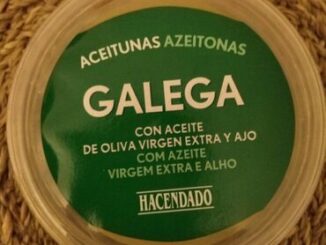 ACEITUNAS AZEITONAS
GALEGA
CON ACEITE
DE OLIVA VIRGEN EXTRA Y AJO
COM AZEITE
VIRGEM EXTRA E ALHO
HACENDADO